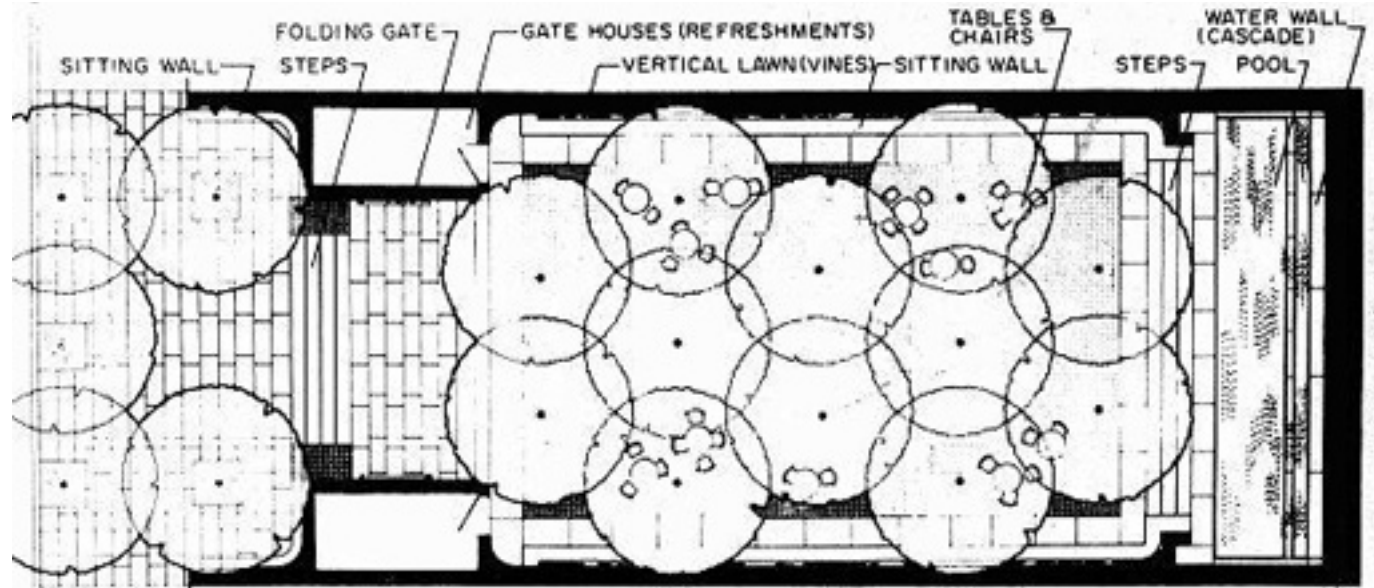 FOLDING GATE
GATE HOUSES (REFRESHMENTS)
TABLES &
CHAIRS
WATER WALL
(CASCADE)
SITTING WALL
STEPS
VERTICAL LAWN (VINES)
SITTING WALL
STEPS
POOL